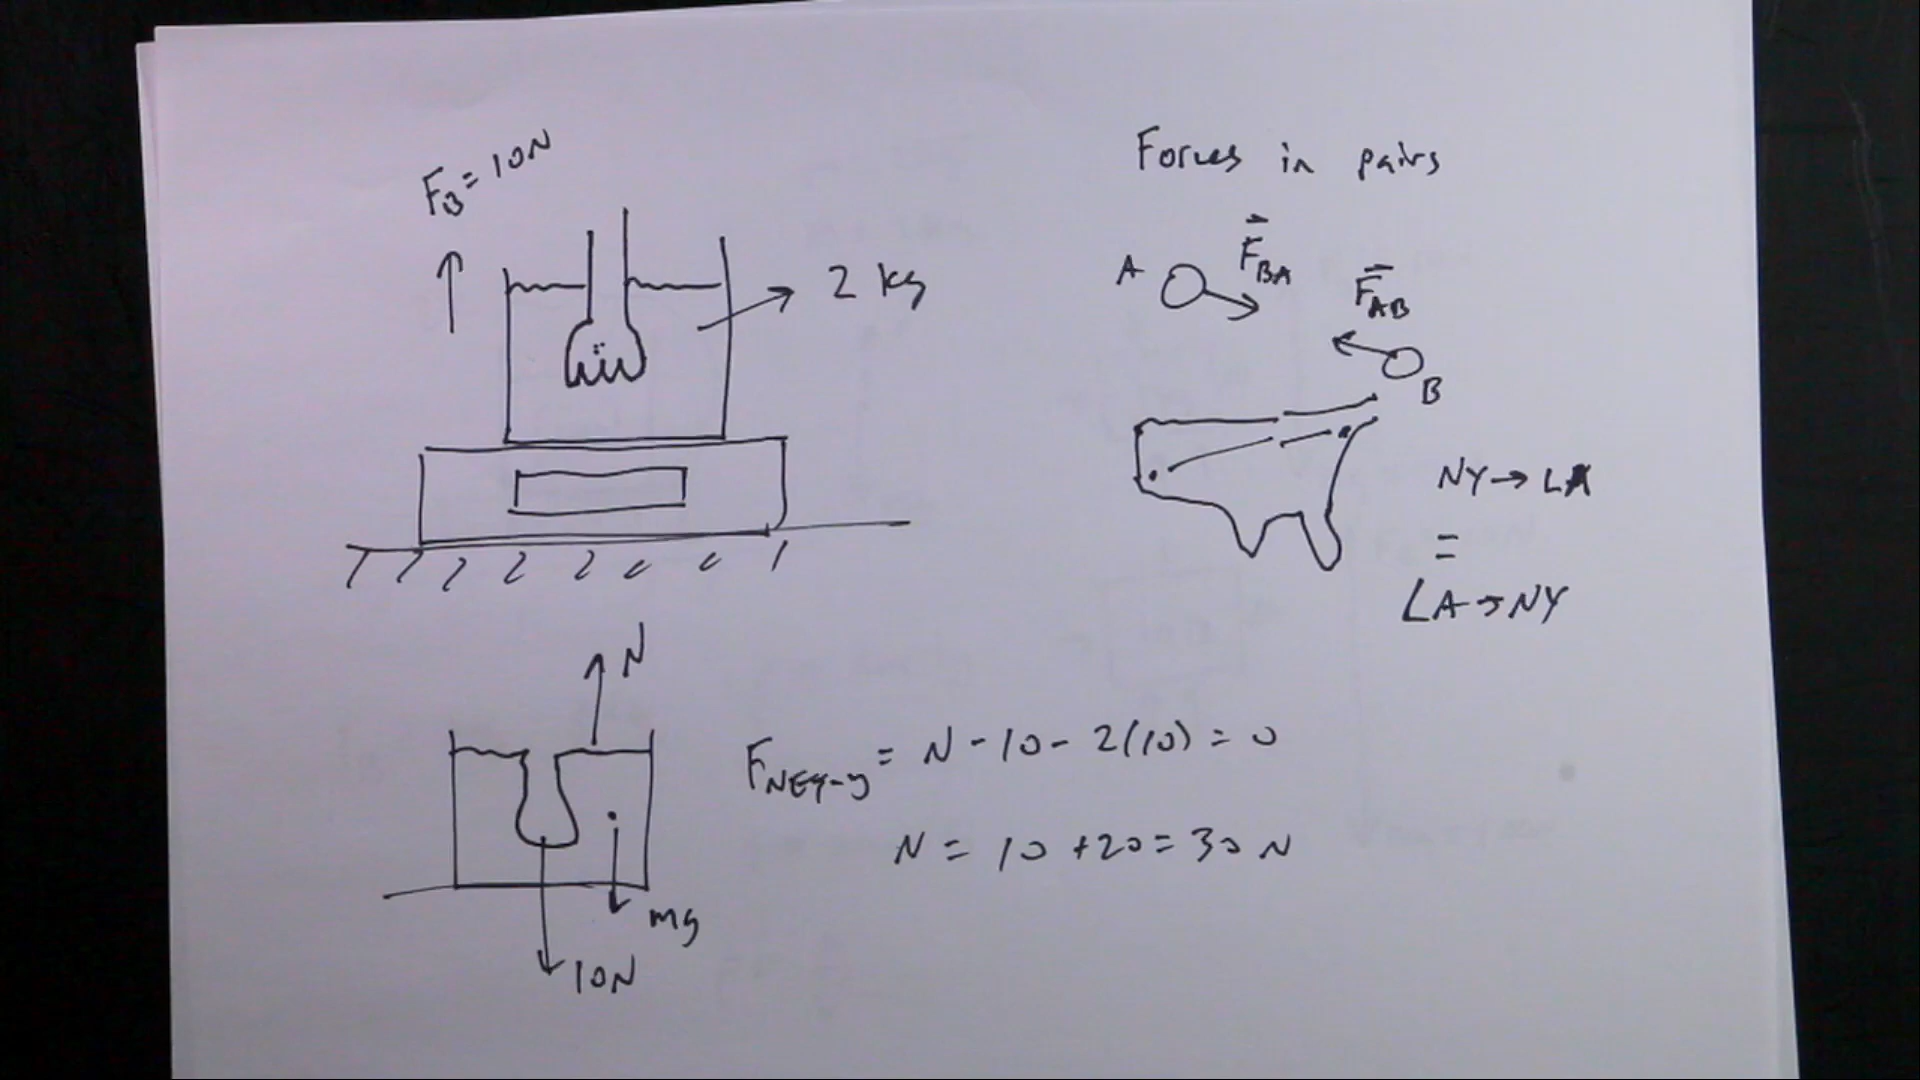 F_B = 10N
2 kg
Forces in pairs
A
F_BA
F_AB
B
NY → LA
=
LA → NY
N
mg
10N
F_NET-y = N - 10 - 2(10) = 0
N = 10 + 20 = 30 N